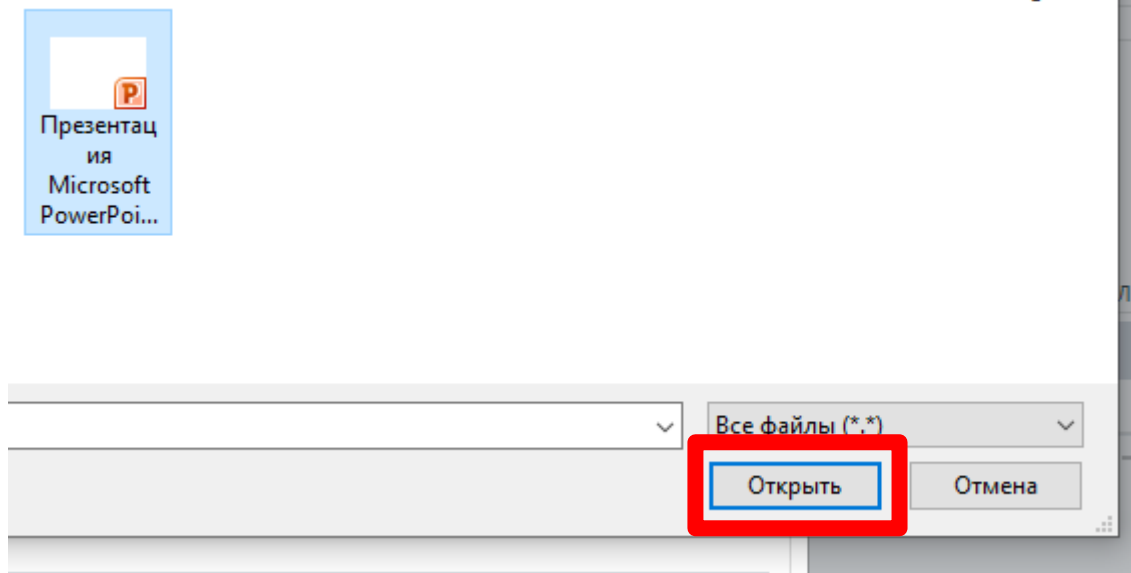 P
Презентац
ия
Microsoft
PowerPoi...
Все файлы (*.*)
Открыть
Отмена